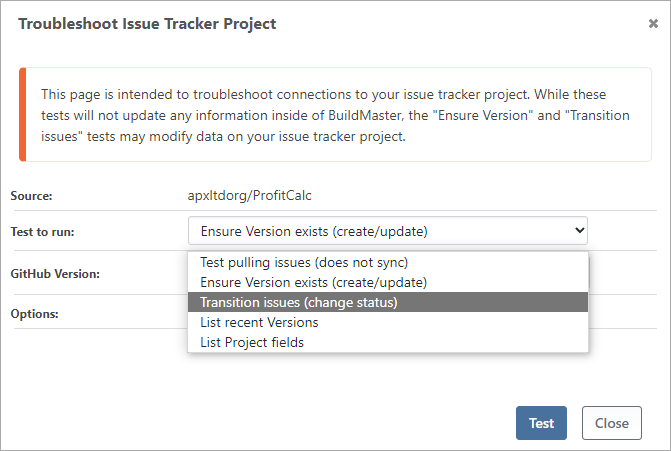 Troubleshoot Issue Tracker Project
This page is intended to troubleshoot connections to your issue tracker project. While these
tests will not update any information inside of BuildMaster, the "Ensure Version" and "Transition
issues" tests may modify data on your issue tracker project.
Source: apxltdorg/ProfitCalc
Test to run: Ensure Version exists (create/update)
Test pulling issues (does not sync)
GitHub Version: Ensure Version exists (create/update)
Transition issues (change status)
Options: List recent Versions
List Project fields
Test Close